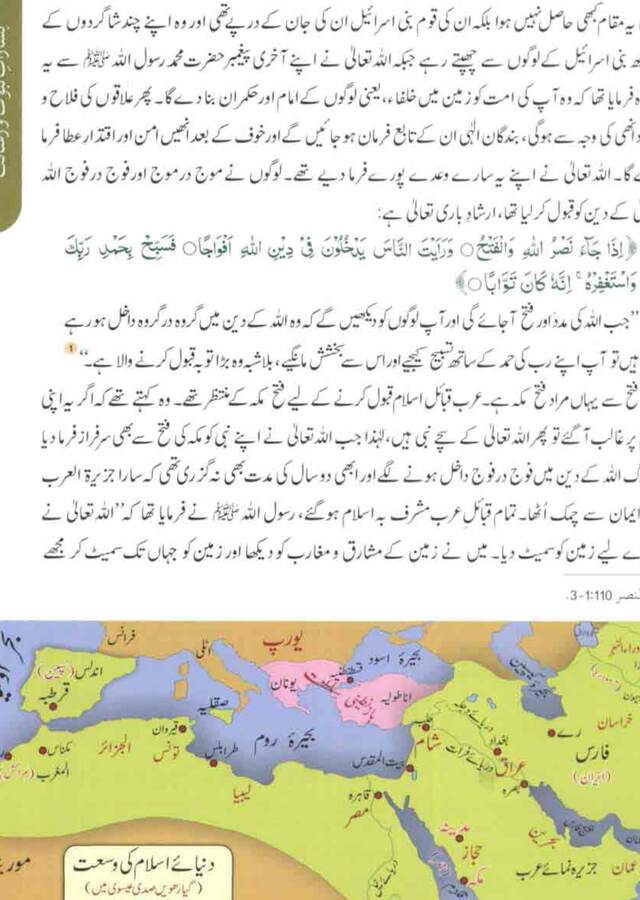 یہ مقام کبھی حاصل نہیں ہوا بلکہ ان کی قوم بنی اسرائیل ان کی جان کے درپے تھی اور وہ اپنے چند شاگردوں کے
بنی اسرائیل کے لوگوں سے چھپتے رہے جبکہ اللہ تعالیٰ نے اپنے آخری پیغمبر حضرت محمد رسول اللہ ﷺ سے یہ
فرمایا تھا کہ وہ آپ کی امت کو زمین میں خلفاء، یعنی لوگوں کے امام اور حکمران بنا دے گا۔ پھر علاقوں کی فلاح و
انھی کی وجہ سے ہوگی، بندگان الٰہی ان کے تابع فرمان ہو جائیں گے اور خوف کے بعد انھیں امن اور اقتدار عطا فرما
گا۔ اللہ تعالیٰ نے اپنے یہ سارے وعدے پورے فرما دیے تھے۔ لوگوں نے موج در موج اور فوج در فوج اللہ
کے دین کو قبول کر لیا تھا، ارشاد باری تعالیٰ ہے:
﴿اِذَا جَآءَ نَصْرُ اللّٰهِ وَالْفَتْحُ○ وَرَاَیْتَ النَّاسَ یَدْخُلُوْنَ فِیْ دِیْنِ اللّٰهِ اَفْوَاجًا○ فَسَبِّحْ بِحَمْدِ رَبِّكَ
وَاسْتَغْفِرْهُ ۚ اِنَّهٗ كَانَ تَوَّابًا○﴾
”جب اللہ کی مدد اور فتح آجائے گی اور آپ لوگوں کو دیکھیں گے کہ وہ اللہ کے دین میں گروہ در گروہ داخل ہو رہے
ہیں تو آپ اپنے رب کی حمد کے ساتھ تسبیح کیجیے اور اس سے بخشش مانگیے، بلاشبہ وہ بڑا توبہ قبول کرنے والا ہے۔“ 1
فتح سے یہاں مراد فتح مکہ ہے۔ عرب قبائل اسلام قبول کرنے کے لیے فتح مکہ کے منتظر تھے۔ وہ کہتے تھے کہ اگر یہ اپنی
پر غالب آگئے تو پھر اللہ تعالیٰ کے سچے نبی ہیں، لہٰذا جب اللہ تعالیٰ نے اپنے نبی کو مکہ کی فتح سے بھی سرفراز فرما دیا
اللہ کے دین میں فوج در فوج داخل ہونے لگے اور ابھی دو سال کی مدت بھی نہ گزری تھی کہ سارا جزیرۃ العرب
ایمان سے چمک اُٹھا۔ تمام قبائل عرب مشرف بہ اسلام ہو گئے، رسول اللہ ﷺ نے فرمایا تھا کہ ”اللہ تعالیٰ نے
لیے زمین کو سمیٹ دیا۔ میں نے زمین کے مشارق و مغارب کو دیکھا اور زمین کو جہاں تک سمیٹ کر مجھے
النصر 110:1-3.
فرانس
اٹلی
یورپ
بحیرۂ اسود
اندلس (سپین)
قرطبہ
صقلیہ
یونان
قسطنطنیہ
اناطولیہ
بازنطینی
خراسان
رے
فارس
(ایران)
حلب
شام
دریائے فرات
بغداد
عراق
بصرہ
بحیرۂ روم
بیت المقدس
قیروان
تونس
الجزائر
مکناس
المغرب
طرابلس
لیبیا
قاہرہ
مصر
مدینہ
حجاز
مکہ
بحرین
جزیرہ نمائے عرب
عمان
دنیائے اسلام کی وسعت
(گیارھویں صدی عیسوی میں)